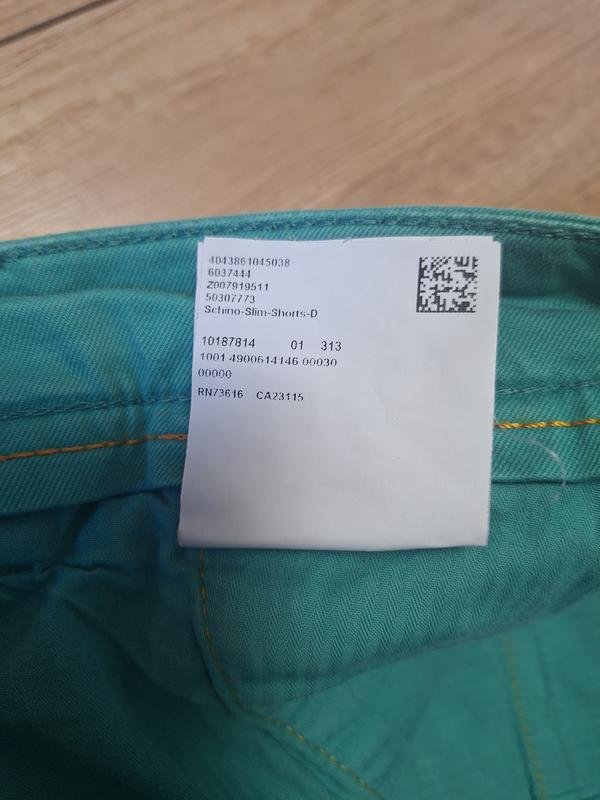 4043861045038
6037444
Z007919511
50307773
Schino-Slim-Shorts-D
10187814 01 313
1001 4900614146 00030
00000
RN73616 CA23115